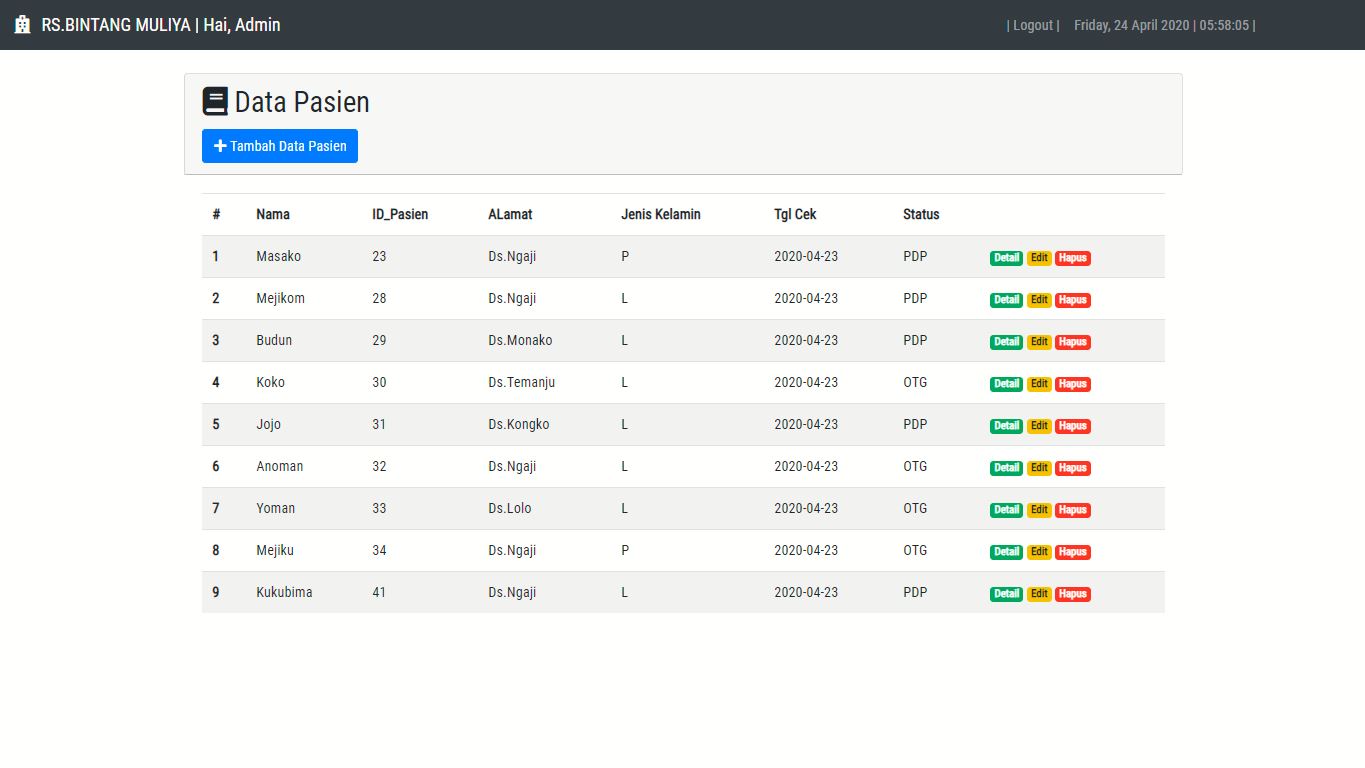 RS.BINTANG MULIYA | Hai, Admin | Logout | Friday, 24 April 2020 | 05:58:05 |
Data Pasien
Tambah Data Pasien
# Nama ID_Pasien ALamat Jenis Kelamin Tgl Cek Status
1 Masako 23 Ds.Ngaji P 2020-04-23 PDP Detail Edit Hapus
2 Mejikom 28 Ds.Ngaji L 2020-04-23 PDP Detail Edit Hapus
3 Budun 29 Ds.Monako L 2020-04-23 PDP Detail Edit Hapus
4 Koko 30 Ds.Temanju L 2020-04-23 OTG Detail Edit Hapus
5 Jojo 31 Ds.Kongko L 2020-04-23 PDP Detail Edit Hapus
6 Anoman 32 Ds.Ngaji L 2020-04-23 OTG Detail Edit Hapus
7 Yoman 33 Ds.Lolo L 2020-04-23 OTG Detail Edit Hapus
8 Mejiku 34 Ds.Ngaji P 2020-04-23 OTG Detail Edit Hapus
9 Kukubima 41 Ds.Ngaji L 2020-04-23 PDP Detail Edit Hapus